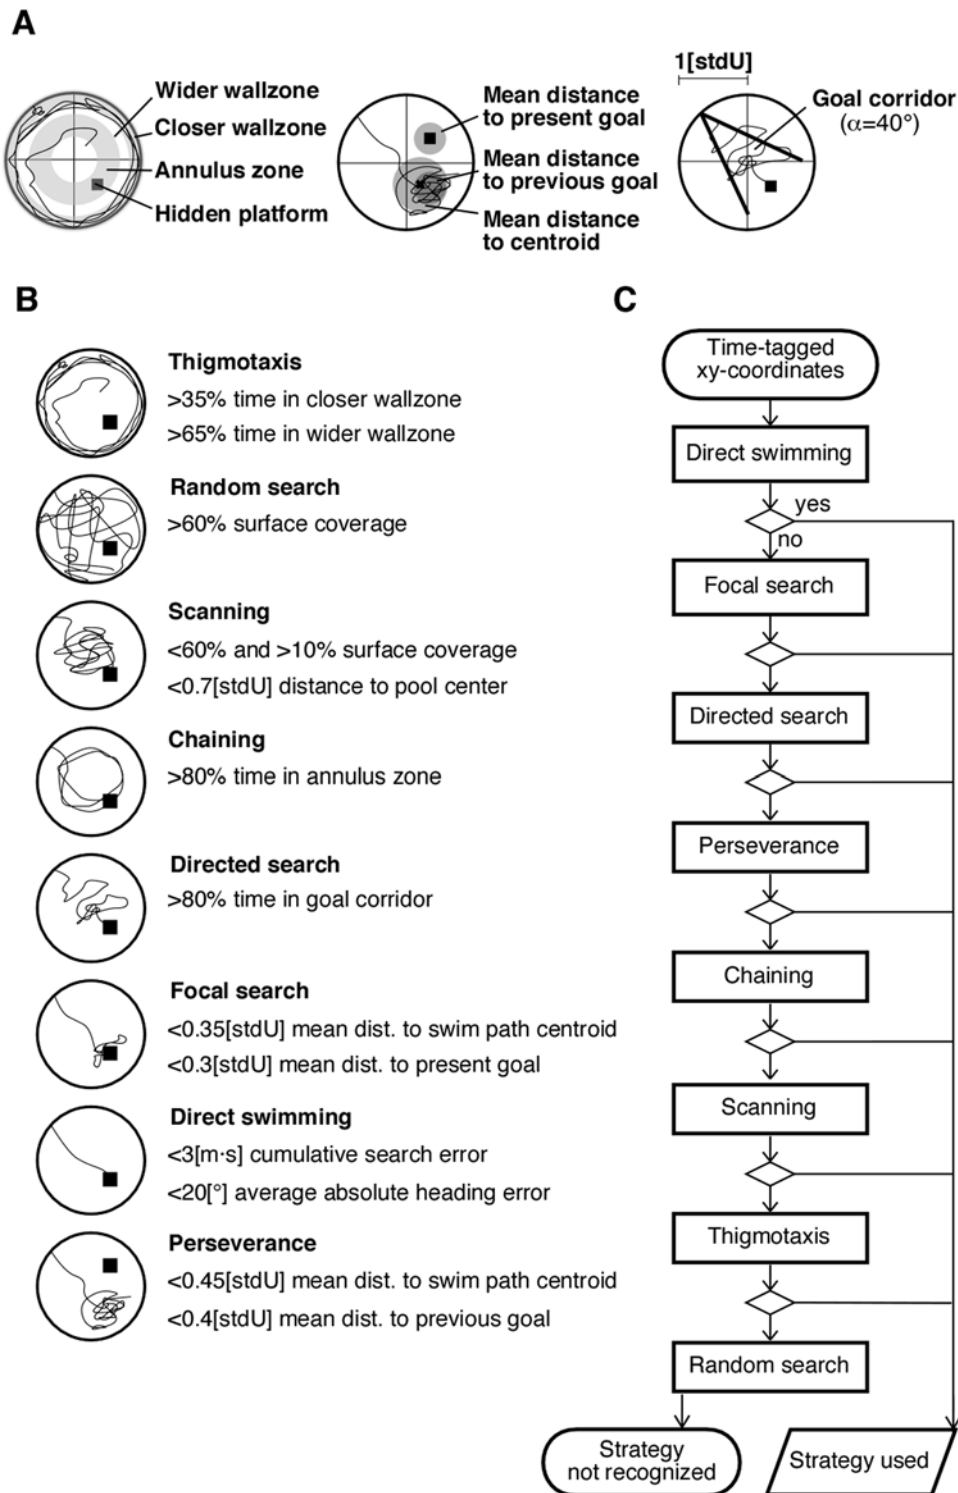 A
Wider wallzone
Closer wallzone
Annulus zone
Hidden platform
Mean distance
to present goal
Mean distance
to previous goal
Mean distance
to centroid
1[stdU]
Goal corridor
(α=40°)
B
Thigmotaxis
>35% time in closer wallzone
>65% time in wider wallzone
Random search
>60% surface coverage
Scanning
<60% and >10% surface coverage
<0.7[stdU] distance to pool center
Chaining
>80% time in annulus zone
Directed search
>80% time in goal corridor
Focal search
<0.35[stdU] mean dist. to swim path centroid
<0.3[stdU] mean dist. to present goal
Direct swimming
<3[m·s] cumulative search error
<20[°] average absolute heading error
Perseverance
<0.45[stdU] mean dist. to swim path centroid
<0.4[stdU] mean dist. to previous goal
C
Time-tagged
xy-coordinates
Direct swimming
yes
no
Focal search
Directed search
Perseverance
Chaining
Scanning
Thigmotaxis
Random search
Strategy
not recognized
Strategy used